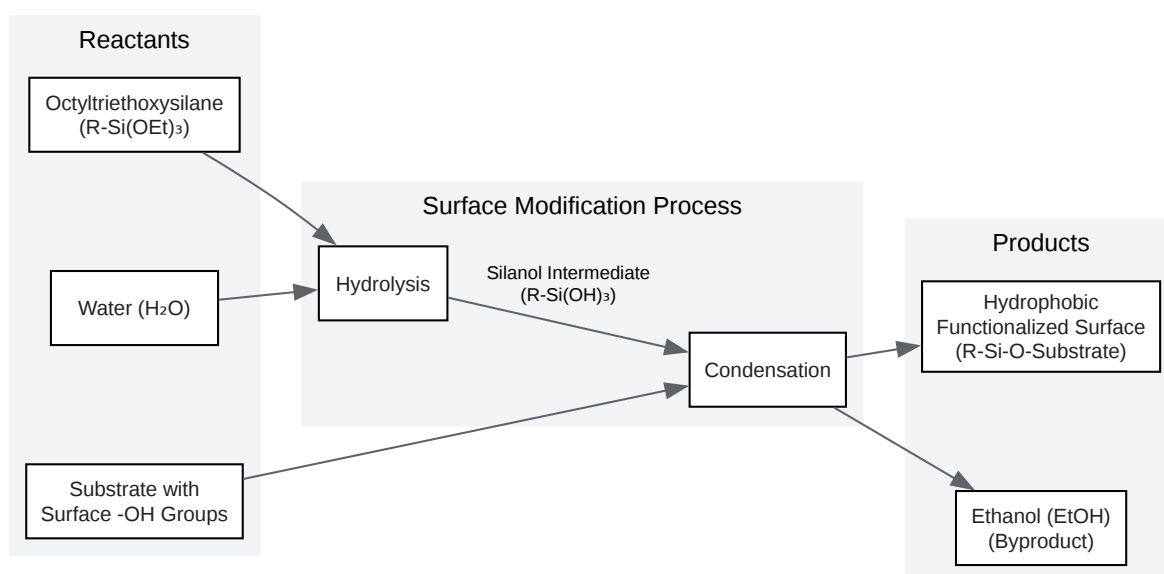 Reactants
Octyltriethoxysilane
(R-Si(OEt)₃)
Water (H₂O)
Substrate with
Surface -OH Groups
Surface Modification Process
Hydrolysis
Silanol Intermediate
(R-Si(OH)₃)
Condensation
Products
Hydrophobic
Functionalized Surface
(R-Si-O-Substrate)
Ethanol (EtOH)
(Byproduct)